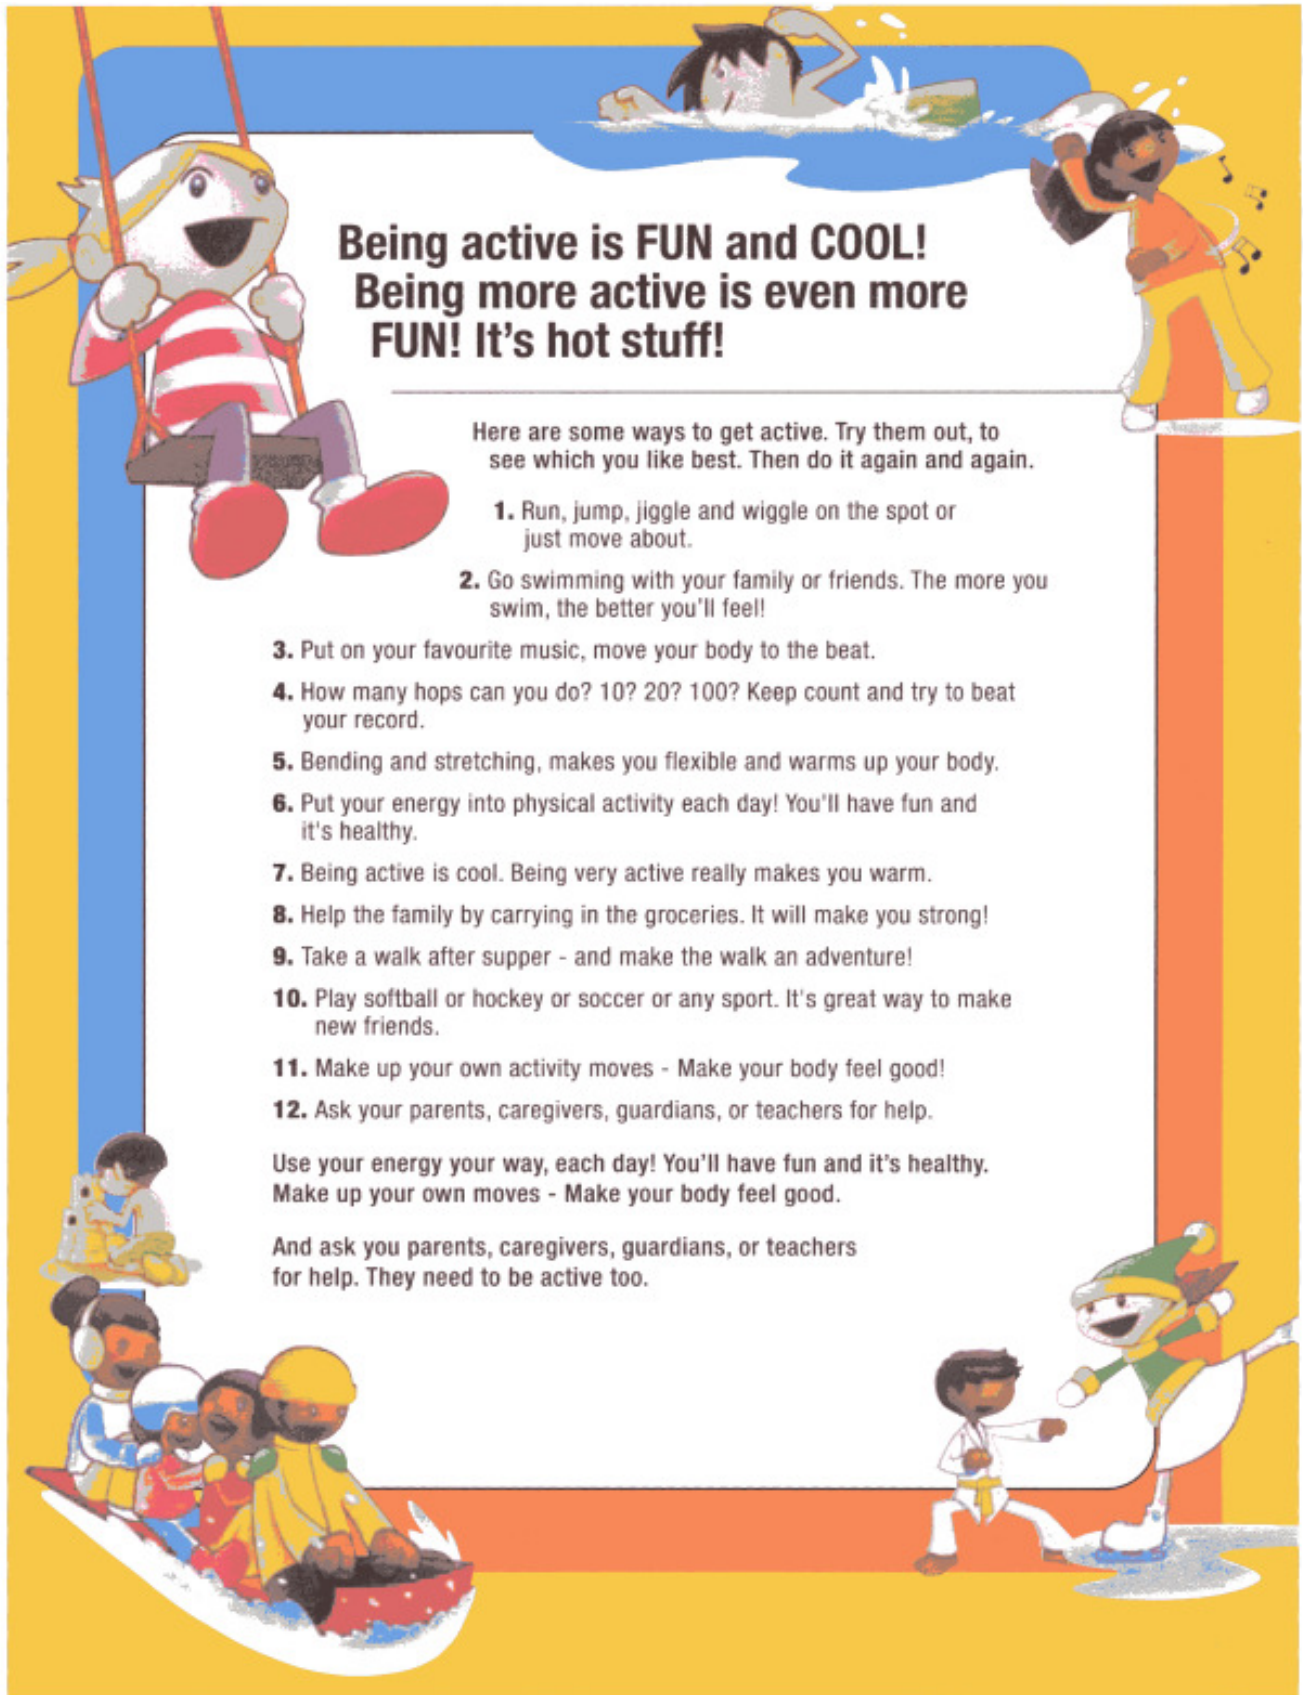 Being active is FUN and COOL!
Being more active is even more
FUN! It's hot stuff!
Here are some ways to get active. Try them out, to
see which you like best. Then do it again and again.
1. Run, jump, jiggle and wiggle on the spot or
just move about.
2. Go swimming with your family or friends. The more you
swim, the better you'll feel!
3. Put on your favourite music, move your body to the beat.
4. How many hops can you do? 10? 20? 100? Keep count and try to beat
your record.
5. Bending and stretching, makes you flexible and warms up your body.
6. Put your energy into physical activity each day! You'll have fun and
it's healthy.
7. Being active is cool. Being very active really makes you warm.
8. Help the family by carrying in the groceries. It will make you strong!
9. Take a walk after supper - and make the walk an adventure!
10. Play softball or hockey or soccer or any sport. It's great way to make
new friends.
11. Make up your own activity moves - Make your body feel good!
12. Ask your parents, caregivers, guardians, or teachers for help.
Use your energy your way, each day! You'll have fun and it's healthy.
Make up your own moves - Make your body feel good.
And ask you parents, caregivers, guardians, or teachers
for help. They need to be active too.